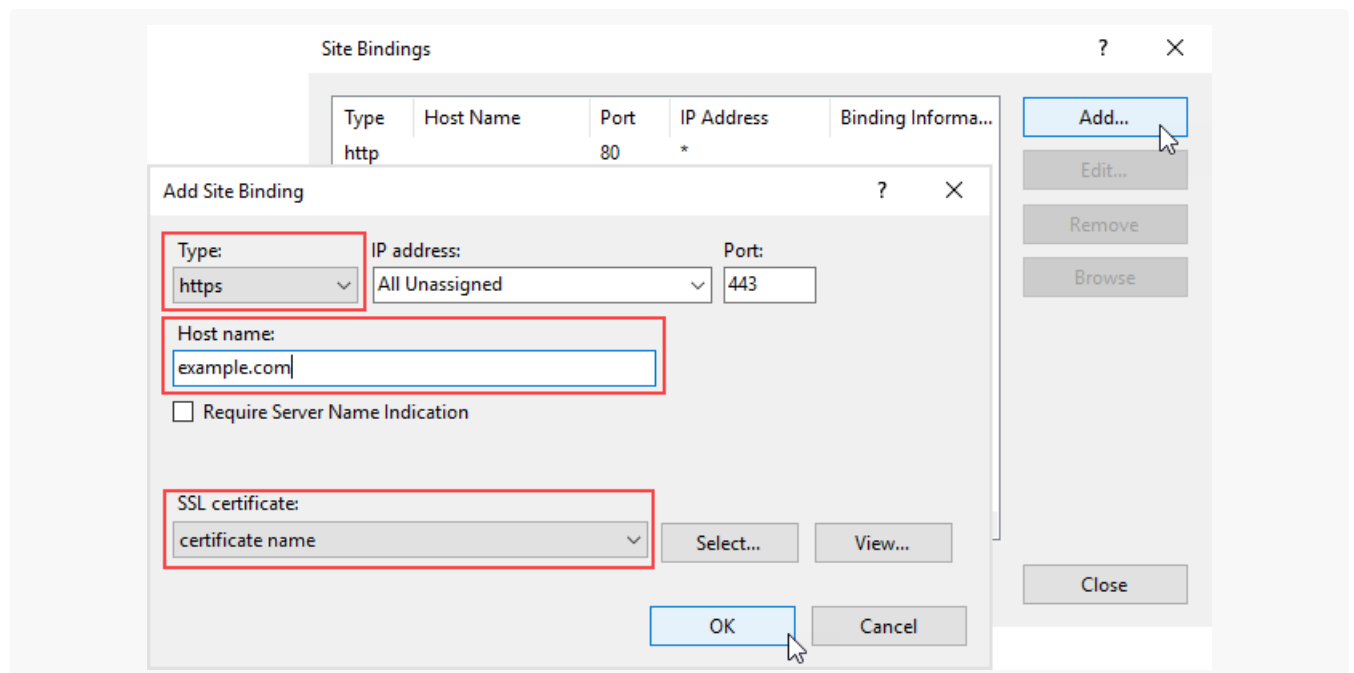 Site Bindings ?
Type Host Name Port IP Address Binding Informa...
http 80 *
Add...
Edit...
Remove
Browse
Close
Add Site Binding ?
Type: IP address: Port:
https All Unassigned 443
Host name:
example.com
Require Server Name Indication
SSL certificate:
certificate name Select... View...
OK Cancel